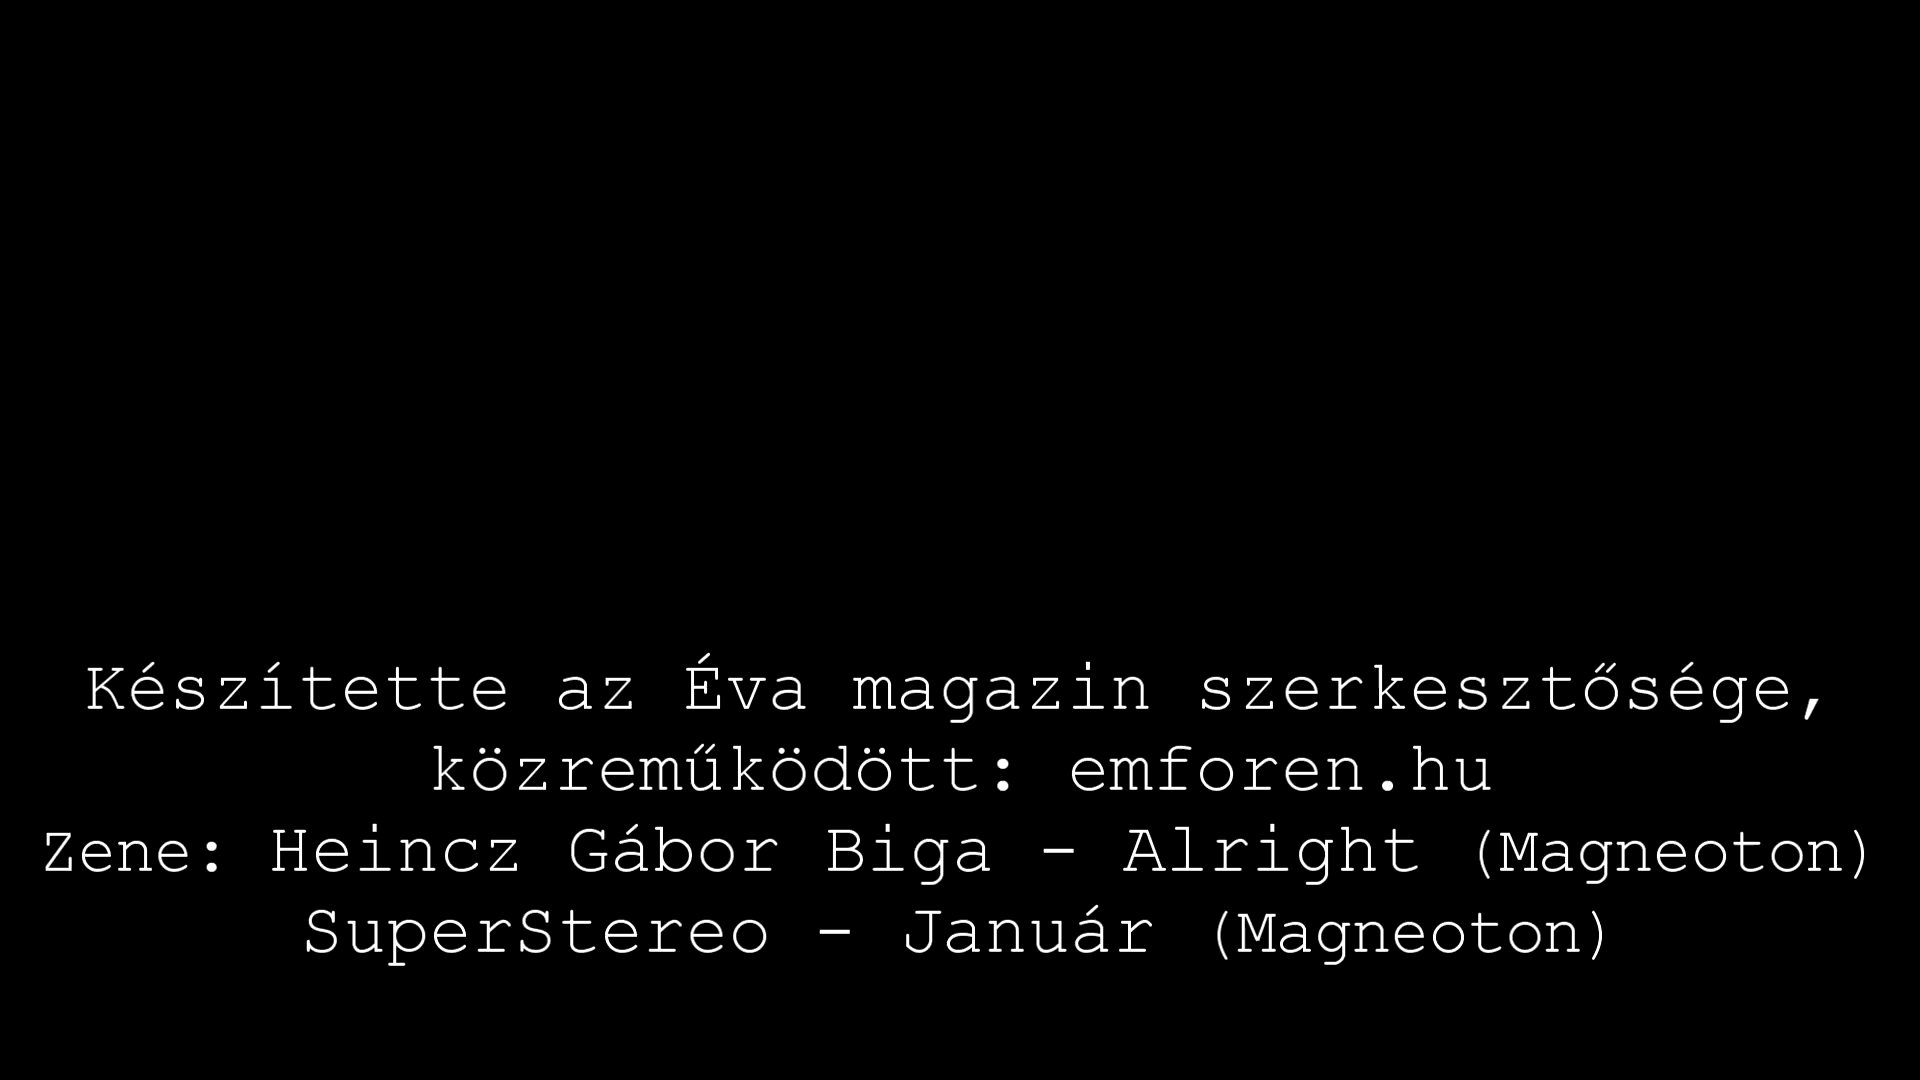 Készítette az Éva magazin szerkesztősége,
közreműködött: emforen.hu
Zene: Heincz Gábor Biga - Alright (Magneoton)
SuperStereo - Január (Magneoton)